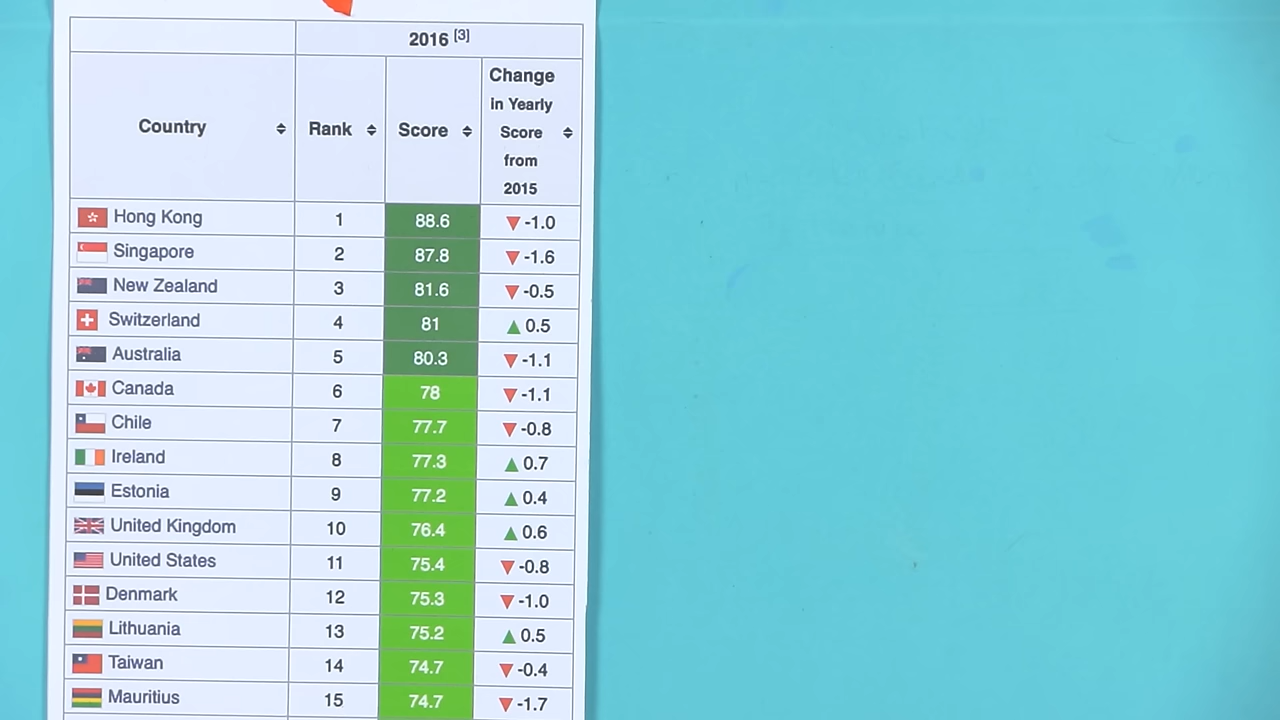 2016 [3]
Country Rank Score Change in Yearly Score from 2015
Hong Kong 1 88.6 ▼ -1.0
Singapore 2 87.8 ▼ -1.6
New Zealand 3 81.6 ▼ -0.5
Switzerland 4 81 ▲ 0.5
Australia 5 80.3 ▼ -1.1
Canada 6 78 ▼ -1.1
Chile 7 77.7 ▼ -0.8
Ireland 8 77.3 ▲ 0.7
Estonia 9 77.2 ▲ 0.4
United Kingdom 10 76.4 ▲ 0.6
United States 11 75.4 ▼ -0.8
Denmark 12 75.3 ▼ -1.0
Lithuania 13 75.2 ▲ 0.5
Taiwan 14 74.7 ▼ -0.4
Mauritius 15 74.7 ▼ -1.7